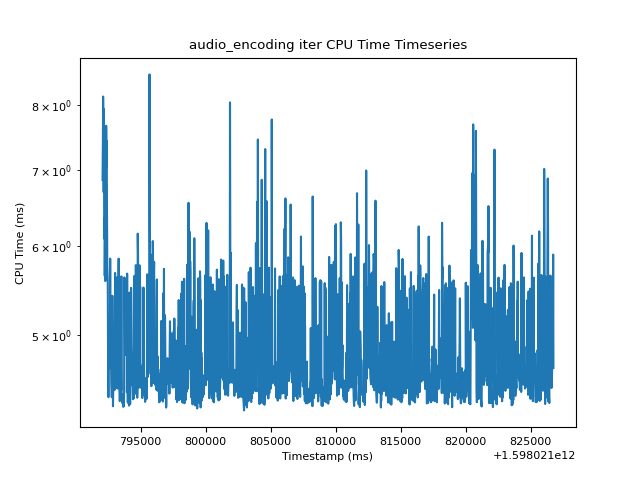 audio_encoding iter CPU Time Timeseries
CPU Time (ms)
8 × 10⁰
7 × 10⁰
6 × 10⁰
5 × 10⁰
795000 800000 805000 810000 815000 820000 825000
Timestamp (ms)
+1.598021e12